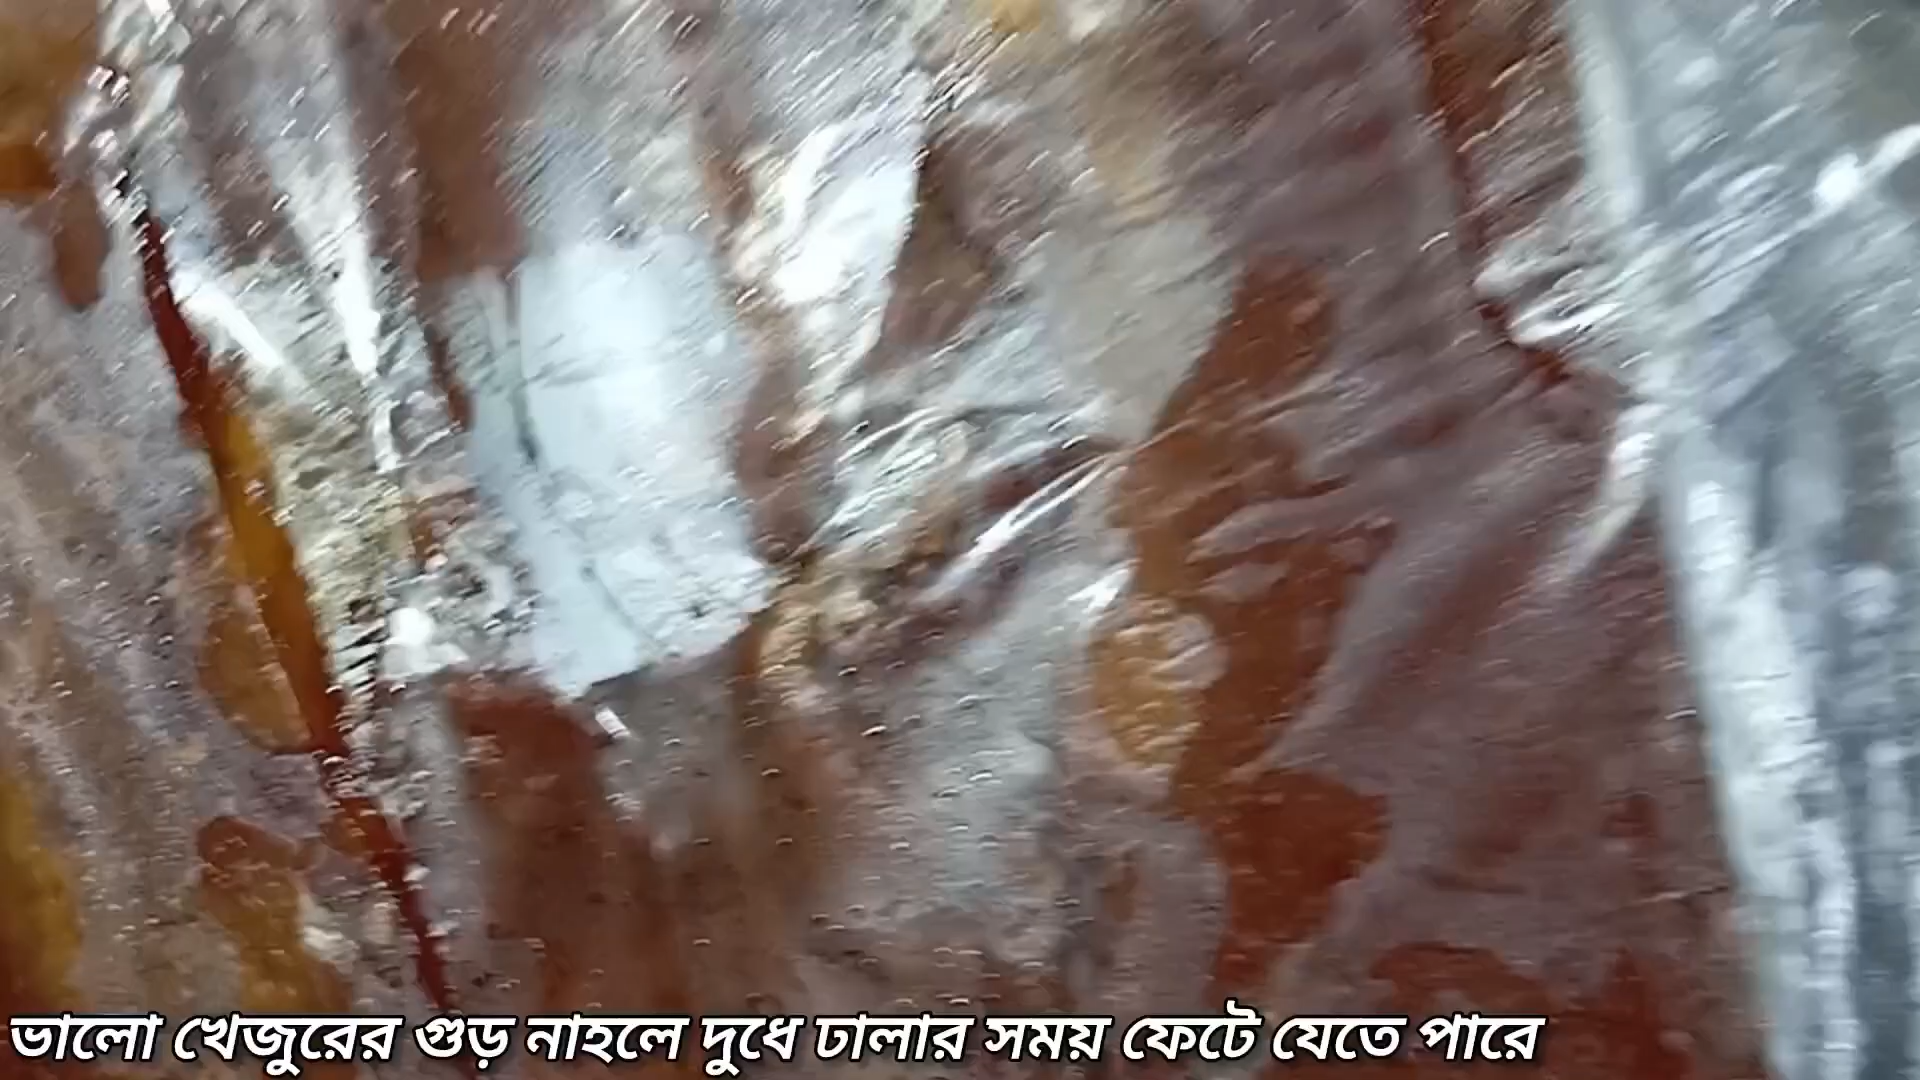 ভালো খেজুরের গুড় নাহলে দুধে ঢালার সময় ফেটে যেতে পারে